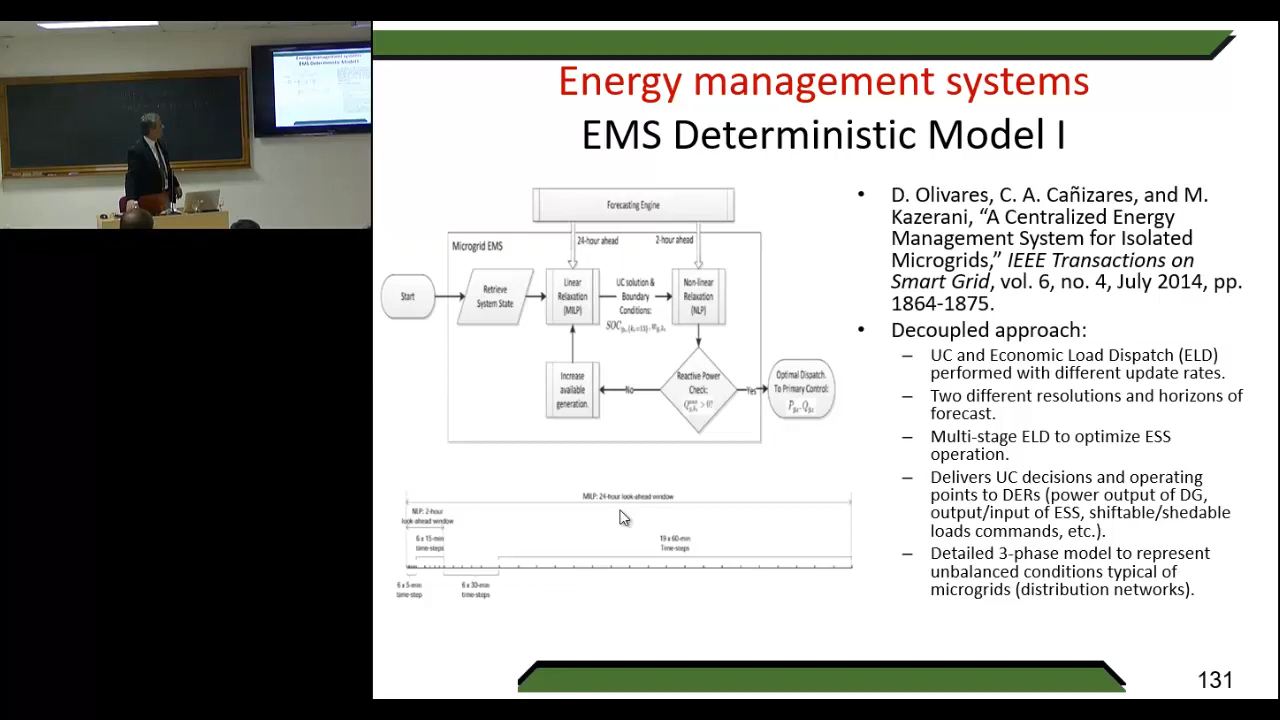 Energy management systems
EMS Deterministic Model I
Forecasting Engine
24-hour ahead
2-hour ahead
Microgrid EMS
Start
Retrieve
System State
Linear
Relaxation
(MILP)
UC solution &
Boundary
Conditions:
Non-linear
Relaxation
(NLP)
Increase
available
generation.
No
Reactive Power
Check:
Yes
Optimal Dispatch
To Primary Control:
MILP: 24-hour look-ahead window
NLP: 2-hour
look-ahead window
6 x 15-min
time-steps
19 x 60-min
Time-steps
6 x 5-min
time-step
6 x 30-min
time-steps
• D. Olivares, C. A. Cañizares, and M.
Kazerani, “A Centralized Energy
Management System for Isolated
Microgrids,” IEEE Transactions on
Smart Grid, vol. 6, no. 4, July 2014, pp.
1864-1875.
• Decoupled approach:
– UC and Economic Load Dispatch (ELD)
performed with different update rates.
– Two different resolutions and horizons of
forecast.
– Multi-stage ELD to optimize ESS
operation.
– Delivers UC decisions and operating
points to DERs (power output of DG,
output/input of ESS, shiftable/shedable
loads commands, etc.).
– Detailed 3-phase model to represent
unbalanced conditions typical of
microgrids (distribution networks).
131
Energy management systems
EMS Deterministic Model I